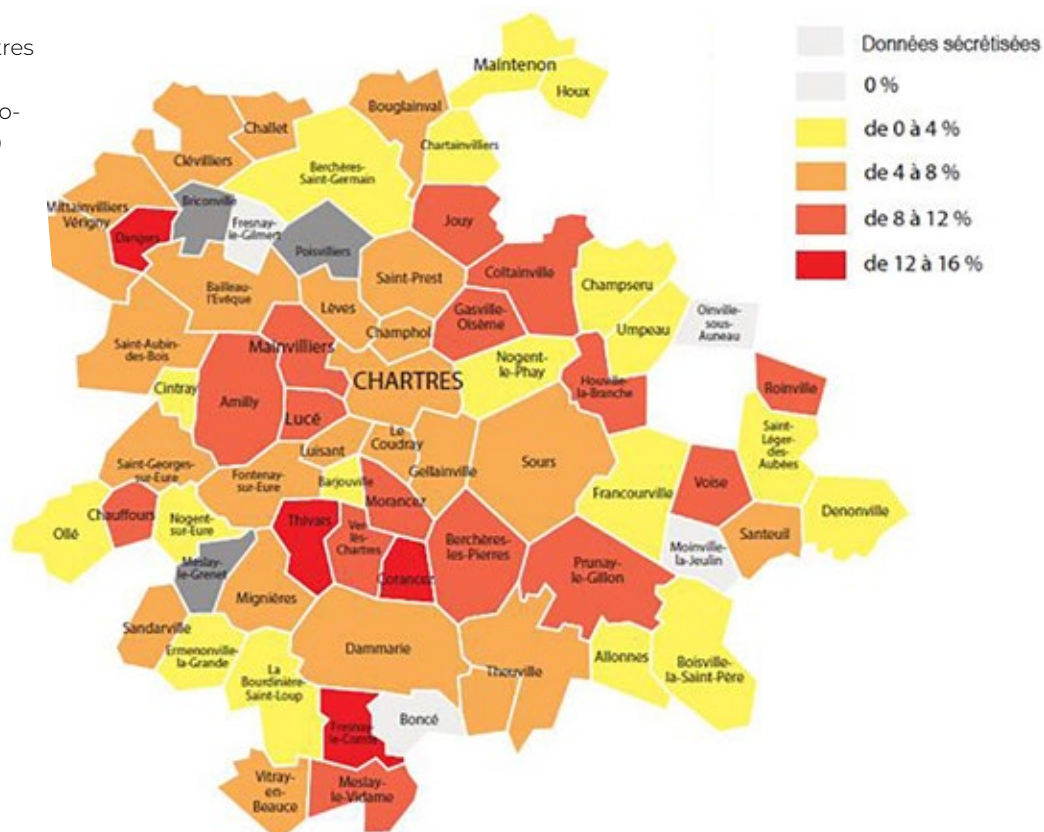 tres
o-
)
Données sécrétisées
0 %
de 0 à 4 %
de 4 à 8 %
de 8 à 12 %
de 12 à 16 %
Maintenon
Houx
Bouglainval
Challet
Chartainvilliers
Clévilliers
Berchères-
Saint-Germain
Mittainvilliers
Vérigny
Briconville
Fresnay-
le-Gilmert
Dangers
Jouy
Poisvilliers
Saint-Prest
Coltainville
Champseru
Bailleau-
l'Evêque
Lèves
Gasville-
Oisème
Oinville-
sous-
Auneau
Champhol
Umpeau
Saint-Aubin-
des-Bois
Mainvilliers
Nogent-
le-Phay
CHARTRES
Cintray
Houville-
la-Branche
Roinville
Amilly
Lucé
Saint-
Léger-
des-
Aubées
Le
Coudray
Luisant
Saint-Georges-
sur-Eure
Fontenay-
sur-Eure
Gellainville
Sours
Barjouville
Morancez
Francourville
Voise
Chauffours
Nogent-
sur-Eure
Ollé
Thivars
Ver
lès-
Chartres
Denonville
Berchères-
les-Pierres
Santeuil
Moinville-
la-Jeulin
Meslay-
le-Grenet
Corancez
Prunay-
le-Gillon
Mignières
Sandarville
Ermenonville-
la-Grande
Dammarie
Allonnes
Boisville-
la-Saint-Père
La
Bourdinière-
Saint-Loup
Theuville
Boncé
Fresnay-
le-Comte
Vitray-
en-
Beauce
Meslay-
le-Vidame